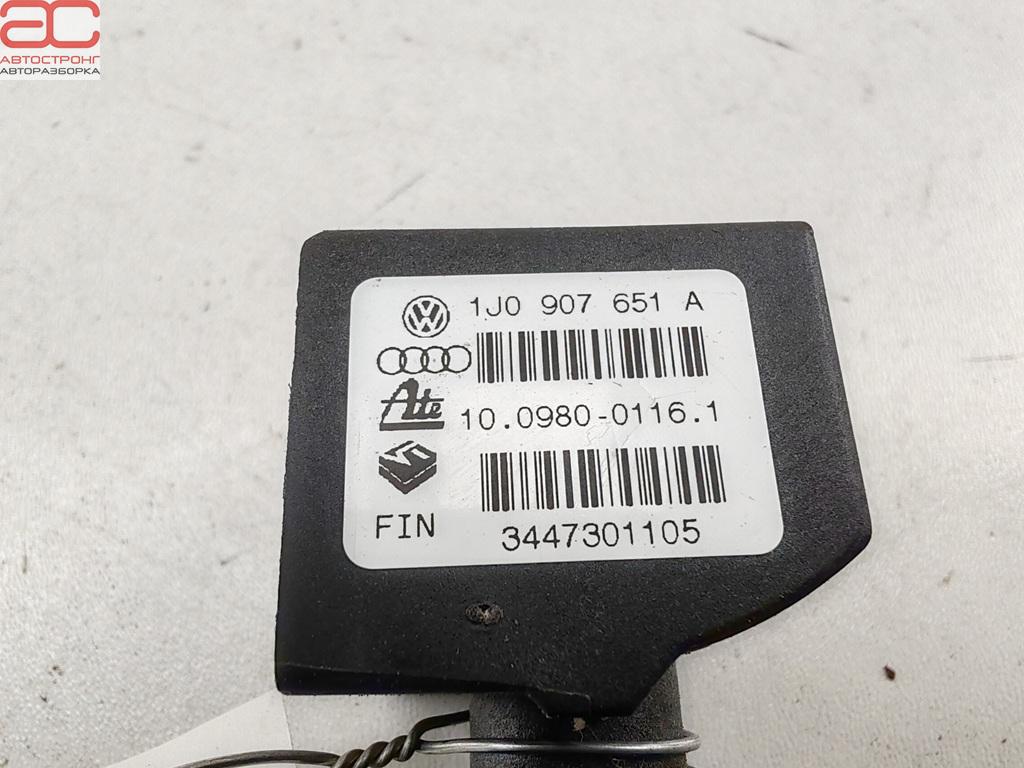 AC
АВТОСТРОНГ
АВТОРАЗБОРКА
1J0 907 651 A
Ate
10.0980-0116.1
FIN
3447301105